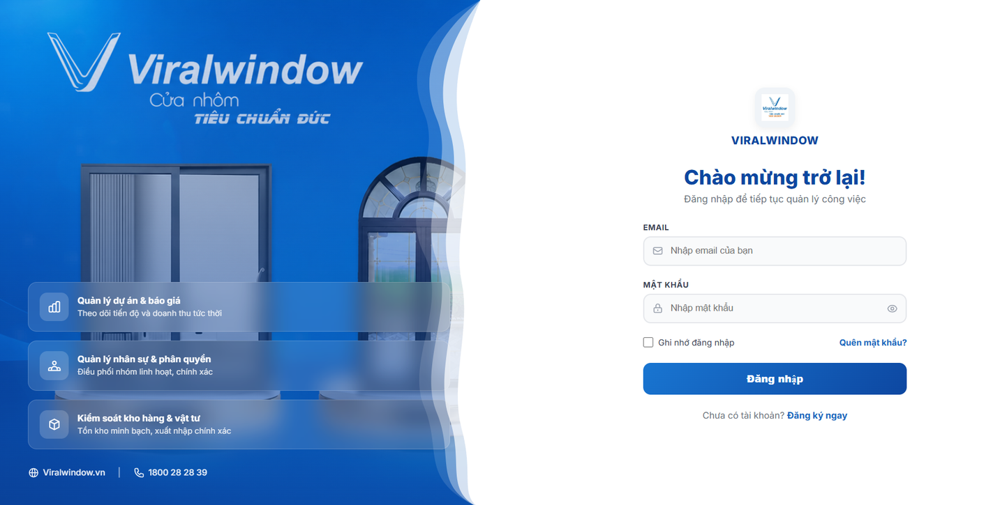 Viralwindow
Cửa nhôm
TIÊU CHUẨN ĐỨC
Quản lý dự án & báo giá
Theo dõi tiến độ và doanh thu tức thời
Quản lý nhân sự & phân quyền
Điều phối nhóm linh hoạt, chính xác
Kiểm soát kho hàng & vật tư
Tồn kho minh bạch, xuất nhập chính xác
Viralwindow.vn | 1800 28 28 39
Viralwindow
TIÊU CHUẨN ĐỨC
VIRALWINDOW
Chào mừng trở lại!
Đăng nhập để tiếp tục quản lý công việc
EMAIL
Nhập email của bạn
MẬT KHẨU
Nhập mật khẩu
Ghi nhớ đăng nhập Quên mật khẩu?
Đăng nhập
Chưa có tài khoản? Đăng ký ngay